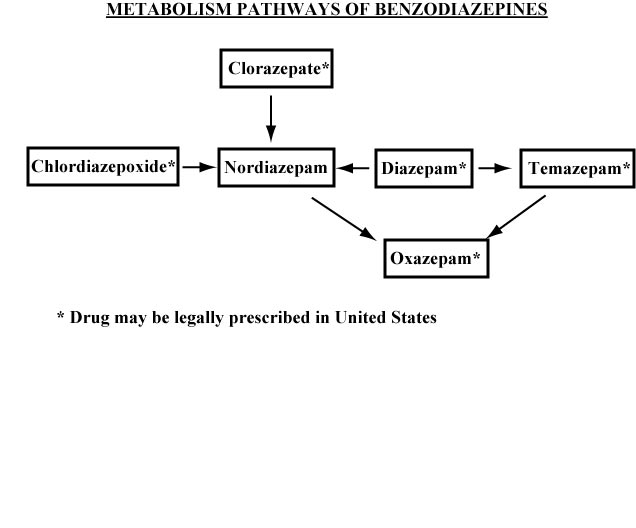 METABOLISM PATHWAYS OF BENZODIAZEPINES
Clorazepate*
Chlordiazepoxide*
Nordiazepam
Diazepam*
Temazepam*
Oxazepam*
* Drug may be legally prescribed in United States